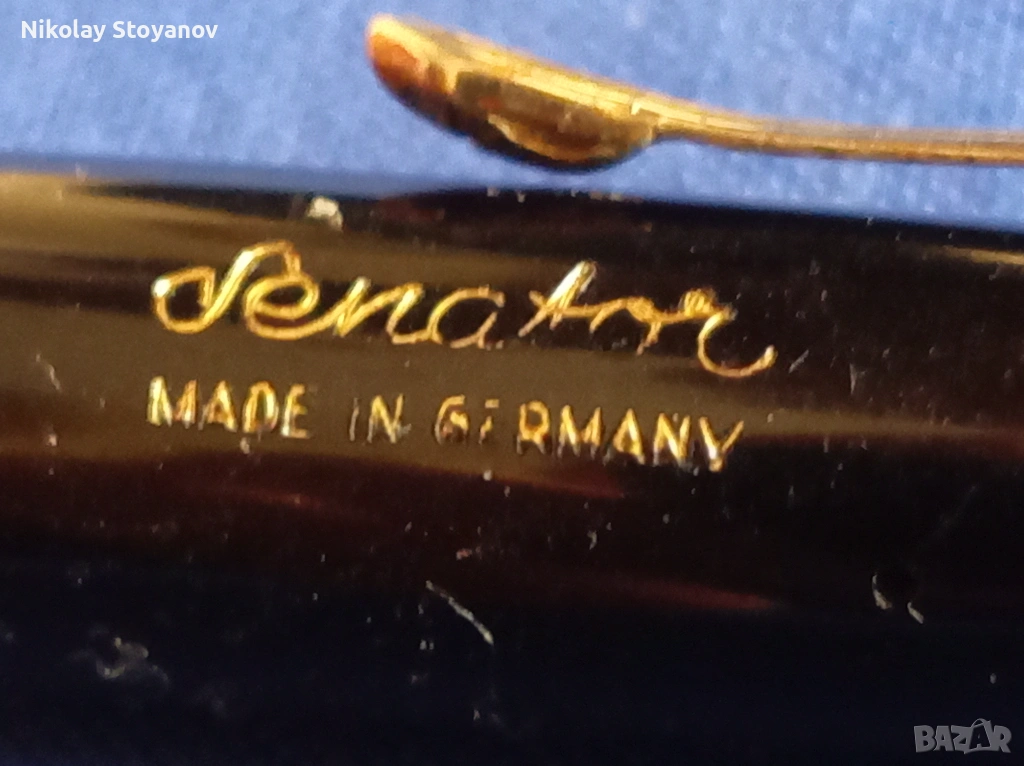 Nikolay Stoyanov
Senator
MADE IN GERMANY
BAZAR